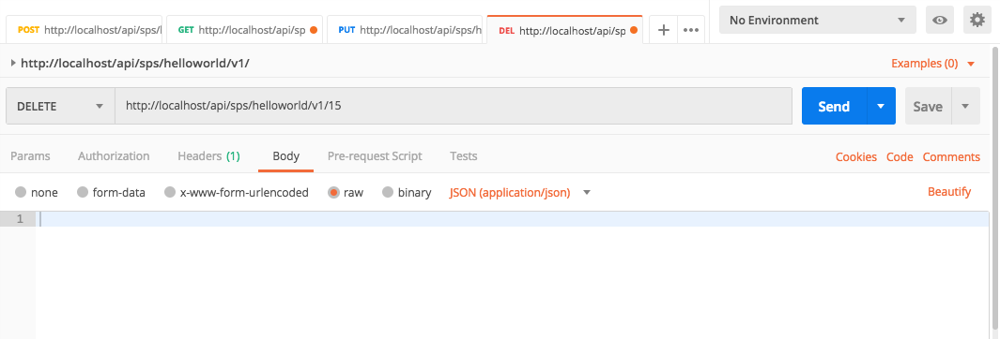 POST http://localhost/api/sps/l GET http://localhost/api/sp PUT http://localhost/api/sps/h DEL http://localhost/api/sp + ••• No Environment
http://localhost/api/sps/helloworld/v1/ Examples (0)
DELETE http://localhost/api/sps/helloworld/v1/15 Send Save
Params Authorization Headers (1) Body Pre-request Script Tests Cookies Code Comments
none form-data x-www-form-urlencoded raw binary JSON (application/json) Beautify
1